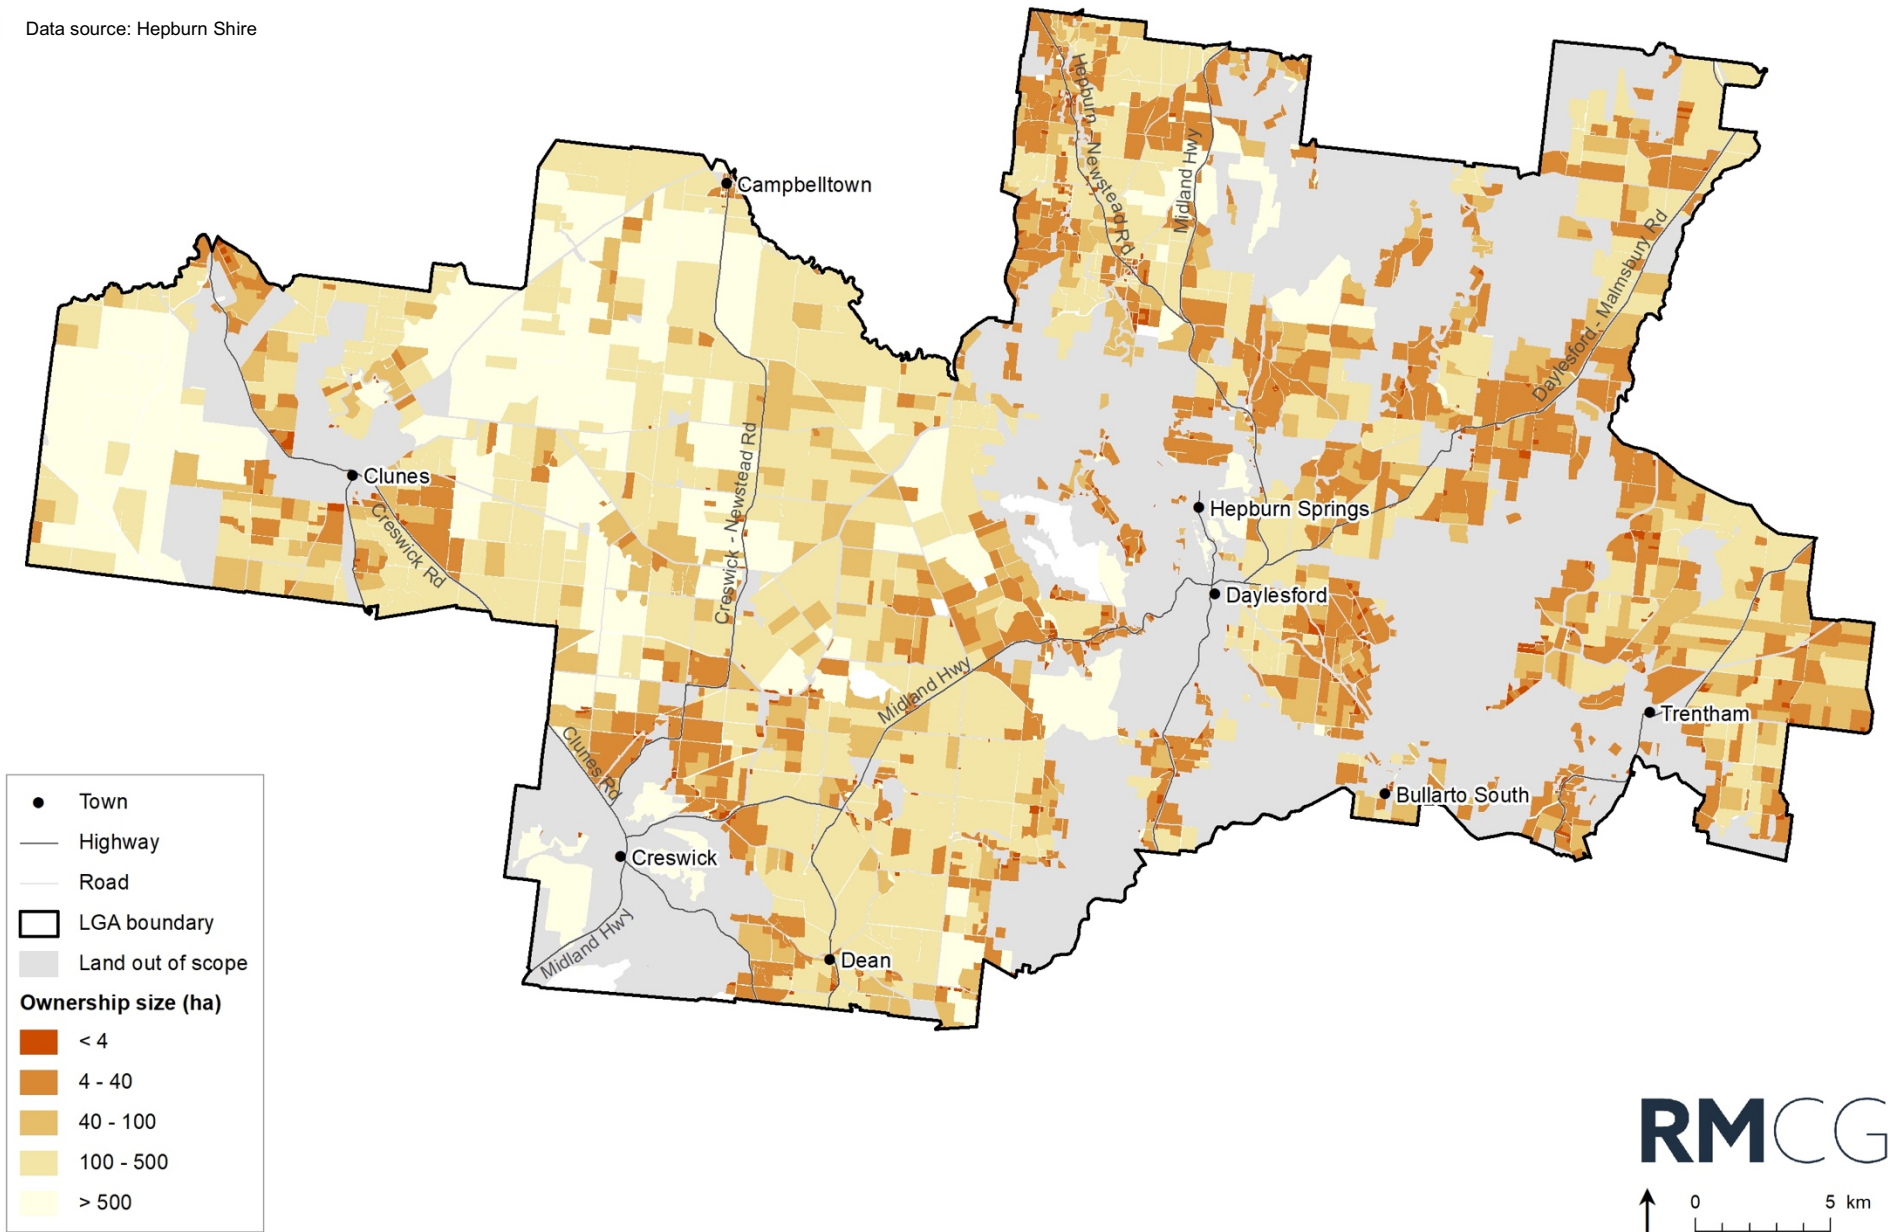 Data source: Hepburn Shire
Hepburn - Newstead Rd
Midland Hwy
Campbelltown
Daylesford - Malmsbury Rd
Clunes
Creswick - Newstead Rd
Hepburn Springs
Creswick Rd
Daylesford
Midland Hwy
Trentham
Clunes Rd
Bullarto South
Creswick
Midland Hwy
Dean
Town
Highway
Road
LGA boundary
Land out of scope
Ownership size (ha)
< 4
4 - 40
40 - 100
100 - 500
> 500
RMCG
0 5 km